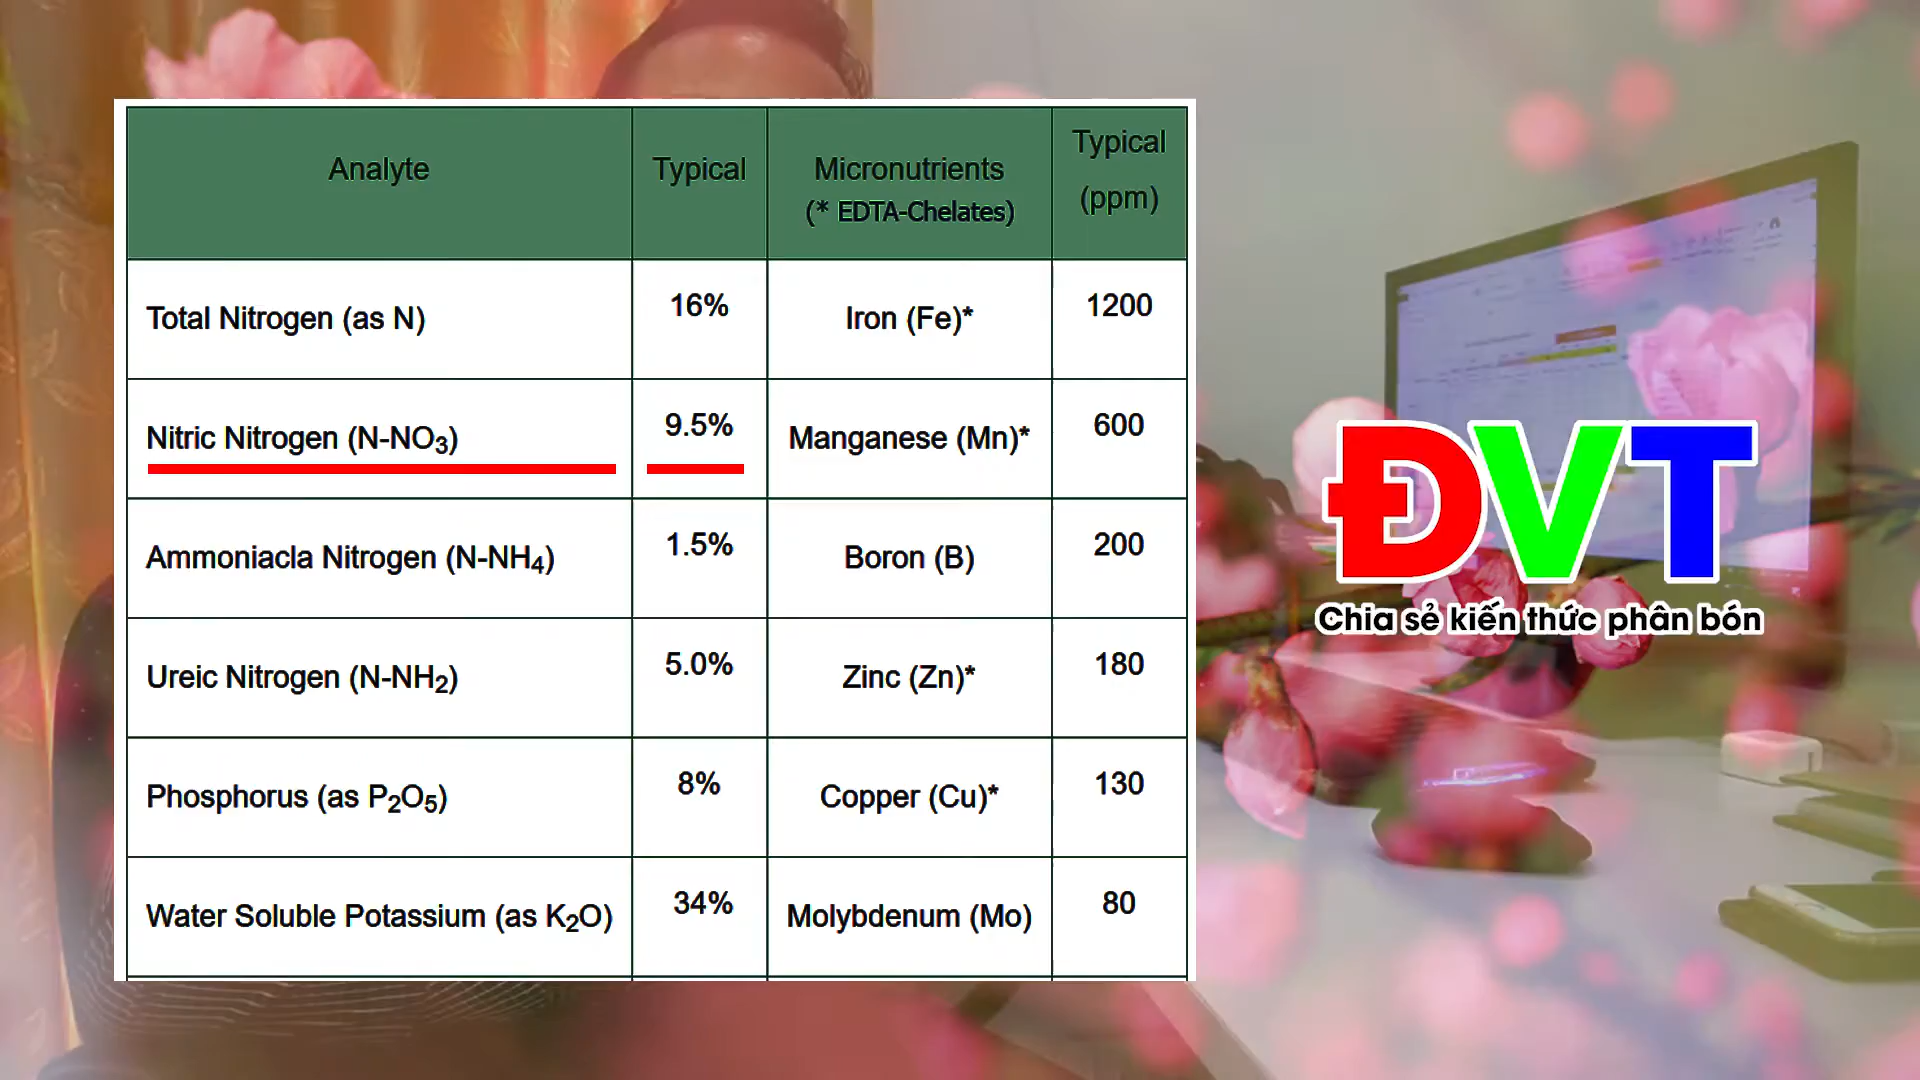 Analyte Typical Micronutrients (* EDTA-Chelates) Typical (ppm)
Total Nitrogen (as N) 16% Iron (Fe)* 1200
Nitric Nitrogen (N-NO₃) 9.5% Manganese (Mn)* 600
Ammoniacla Nitrogen (N-NH₄) 1.5% Boron (B) 200
Ureic Nitrogen (N-NH₂) 5.0% Zinc (Zn)* 180
Phosphorus (as P₂O₅) 8% Copper (Cu)* 130
Water Soluble Potassium (as K₂O) 34% Molybdenum (Mo) 80
ĐVT
Chia sẻ kiến thức phân bón